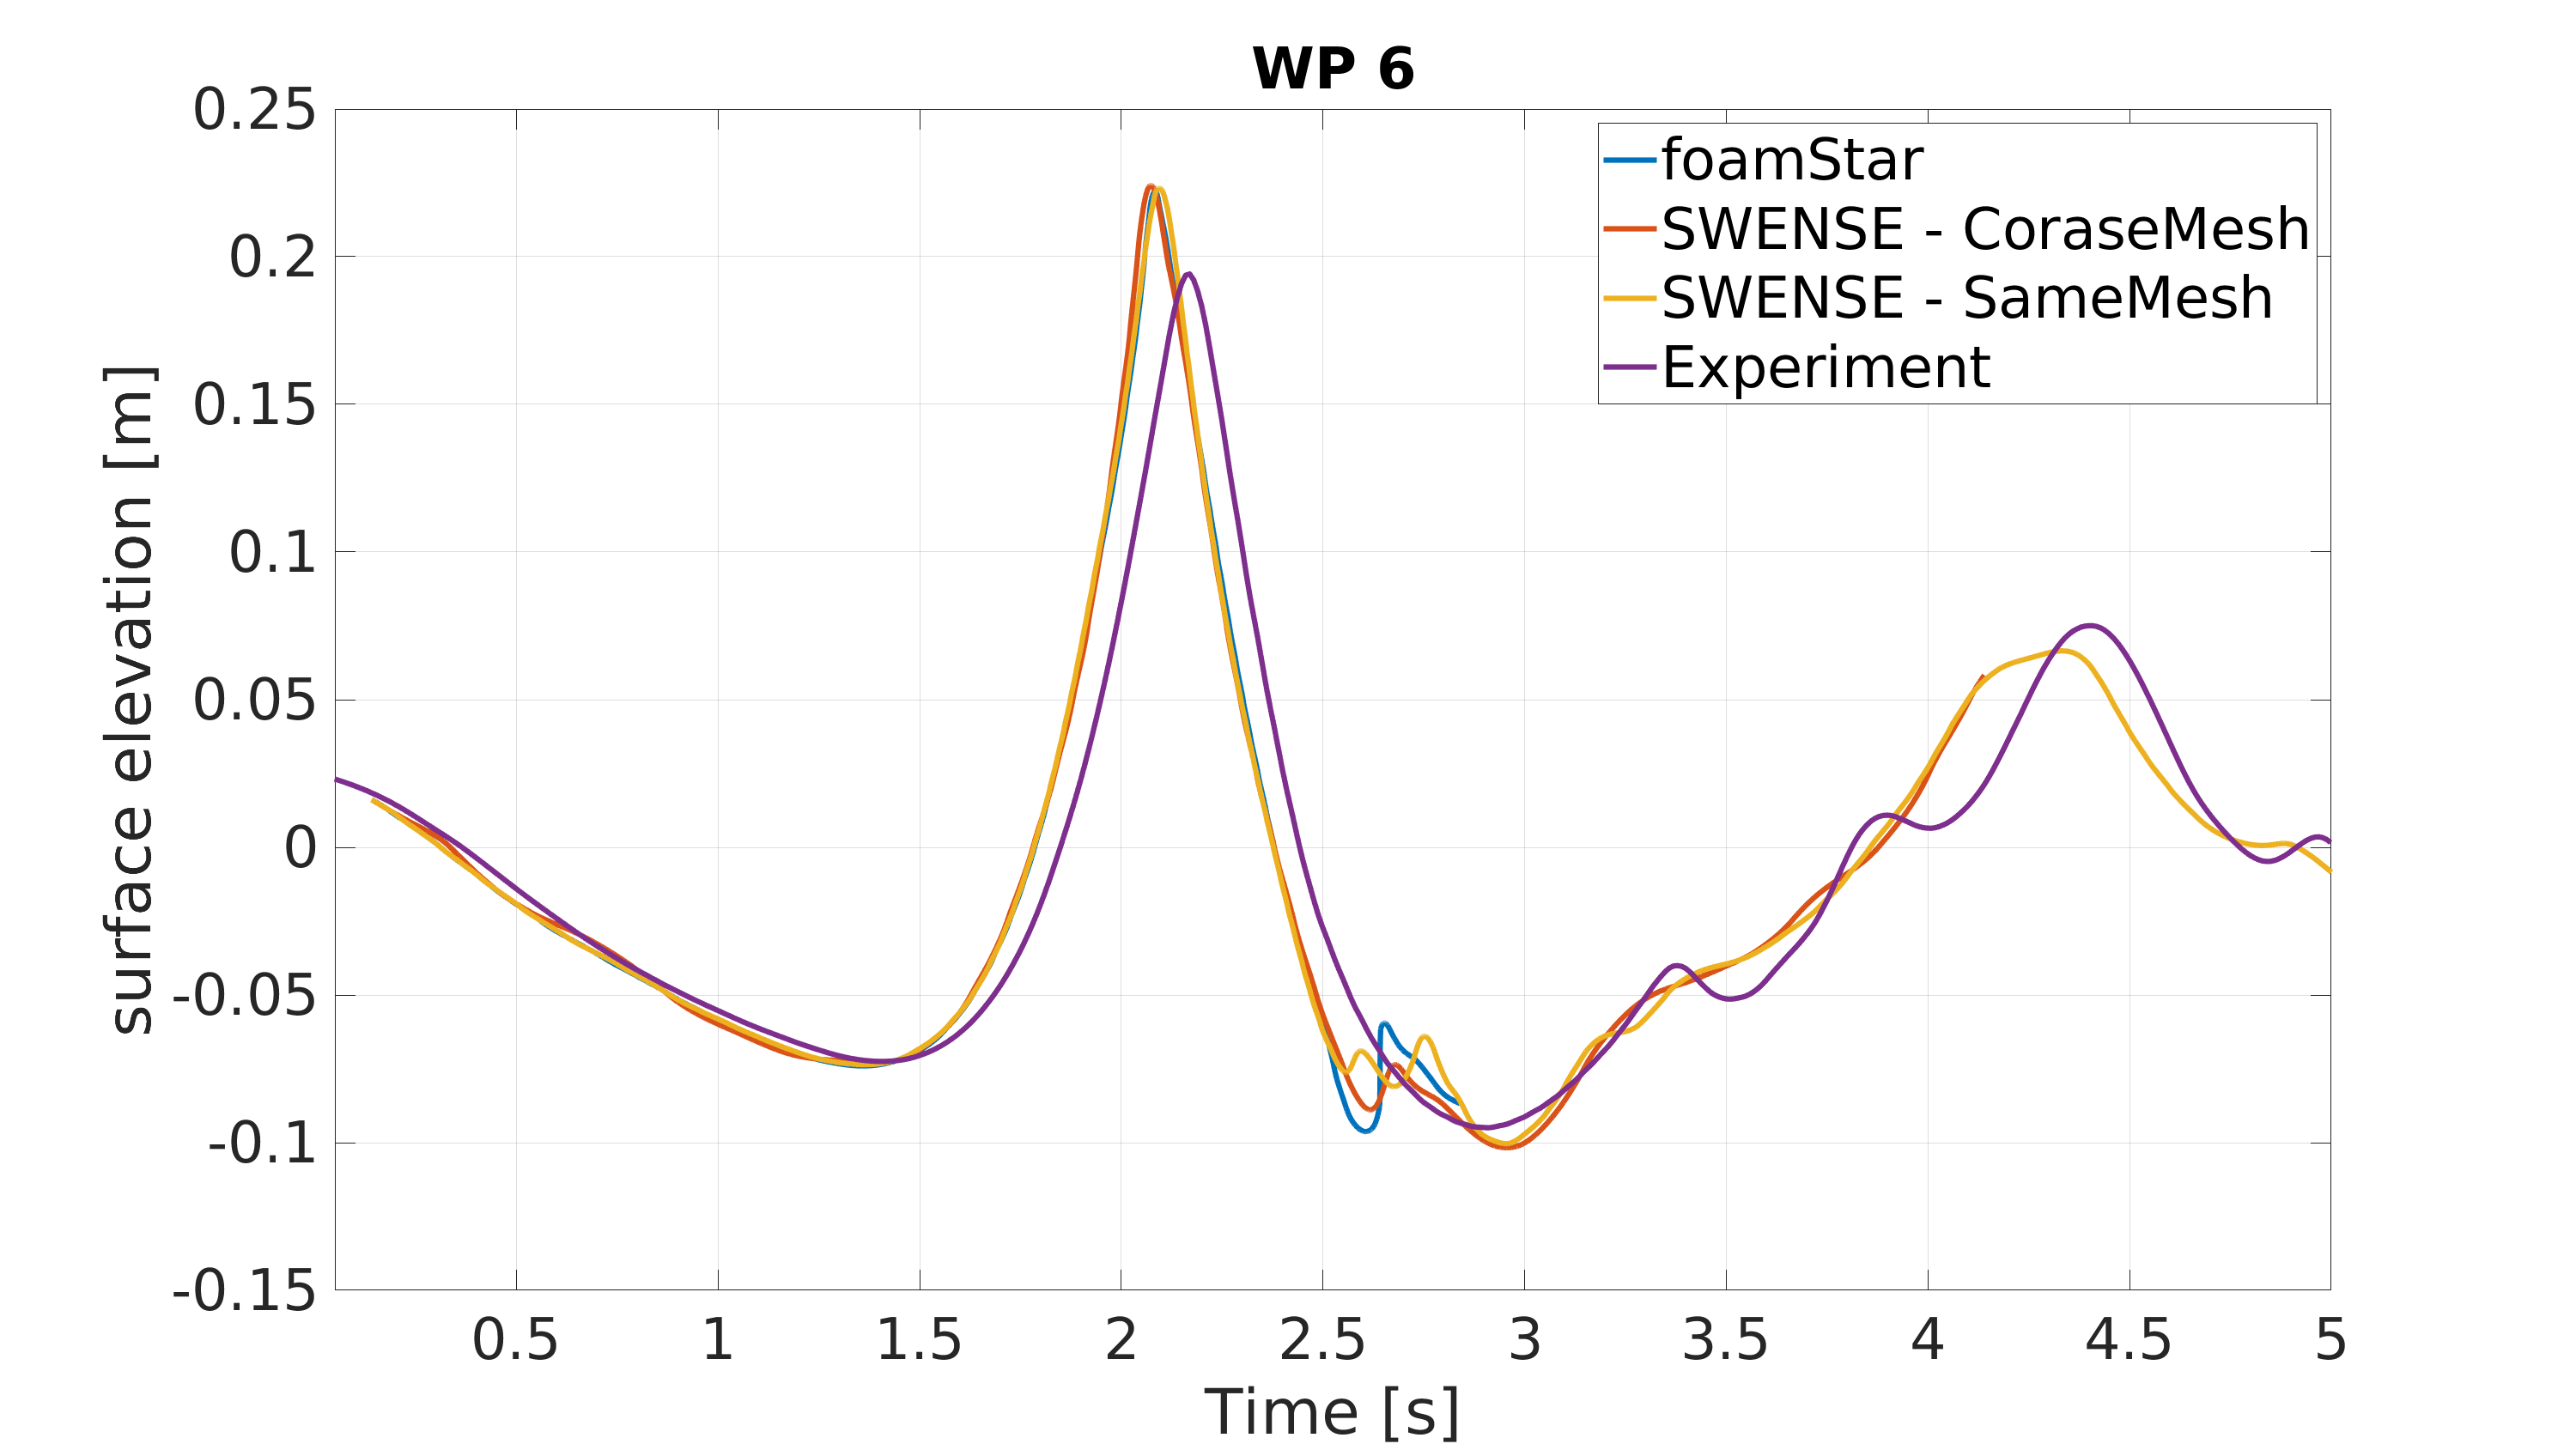 WP 6
0.25
0.2
0.15
0.1
0.05
0
-0.05
-0.1
-0.15
surface elevation [m]
foamStar
SWENSE - CoraseMesh
SWENSE - SameMesh
Experiment
0.5 1 1.5 2 2.5 3 3.5 4 4.5 5
Time [s]